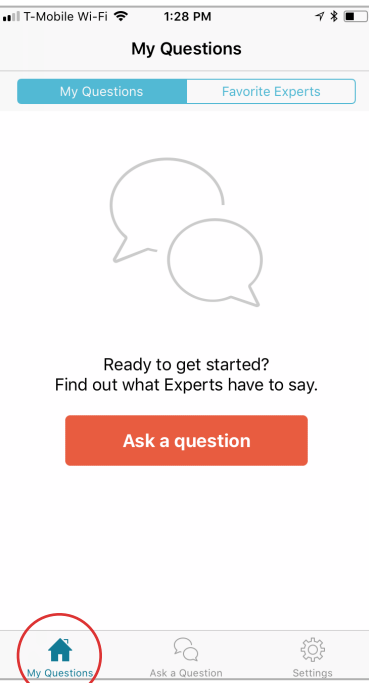 T-Mobile Wi-Fi 1:28 PM
My Questions
My Questions Favorite Experts
Ready to get started?
Find out what Experts have to say.
Ask a question
My Questions Ask a Question Settings